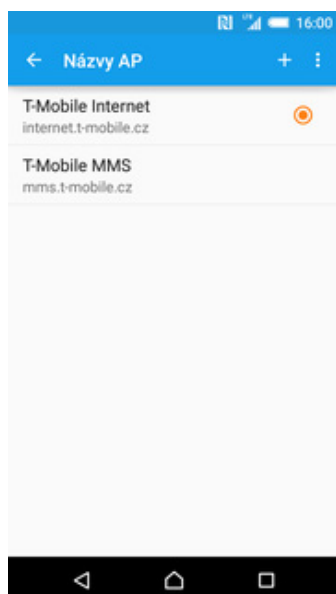 16:00
Názvy AP
T-Mobile Internet
internet.t-mobile.cz
T-Mobile MMS
mms.t-mobile.cz